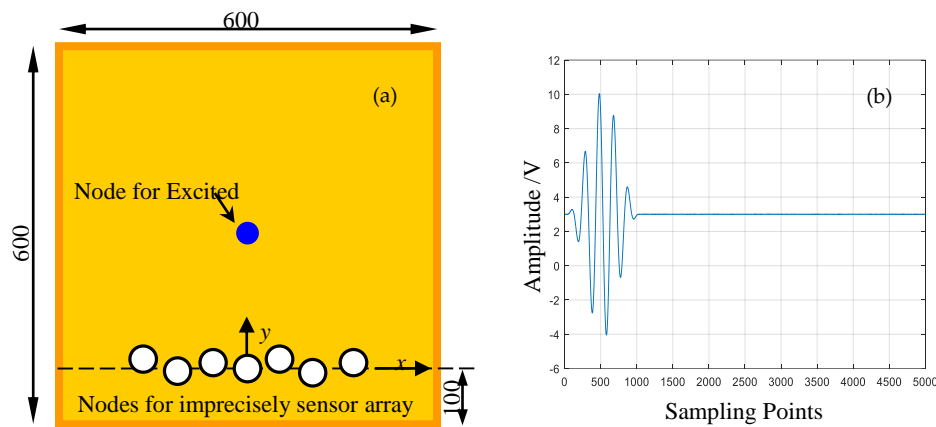 600
(a)
Node for Excited
600
y
x
100
Nodes for imprecisely sensor array
(b)
Amplitude /V
12
10
8
6
4
2
0
-2
-4
-6
0 500 1000 1500 2000 2500 3000 3500 4000 4500 5000
Sampling Points